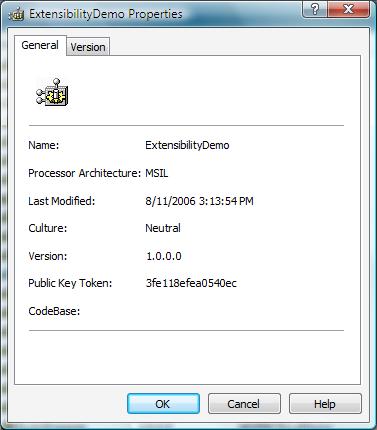 ExtensibilityDemo Properties
General Version
Name: ExtensibilityDemo
Processor Architecture: MSIL
Last Modified: 8/11/2006 3:13:54 PM
Culture: Neutral
Version: 1.0.0.0
Public Key Token: 3fe118efea0540ec
CodeBase:
OK Cancel Help